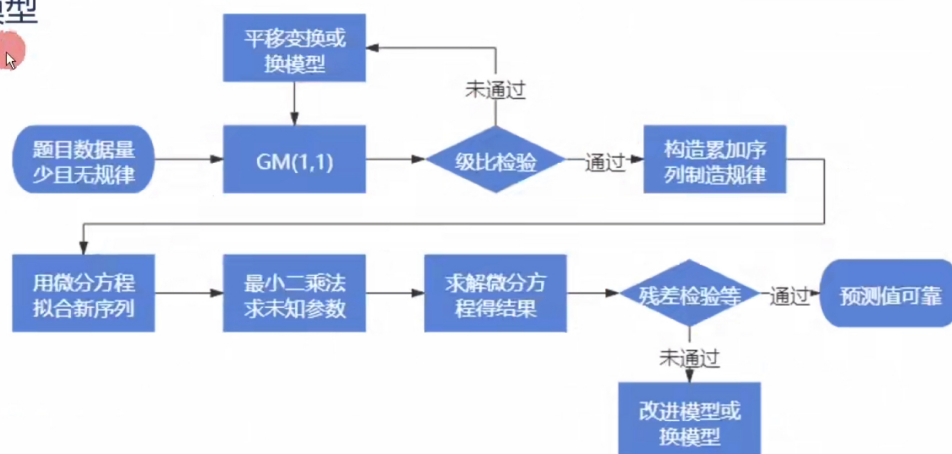 模型
平移变换或
换模型
未通过
题目数据量
少且无规律
GM(1,1)
级比检验
通过
构造累加序
列制造规律
用微分方程
拟合新序列
最小二乘法
求未知参数
求解微分方
程得结果
残差检验等
通过
预测值可靠
未通过
改进模型或
换模型